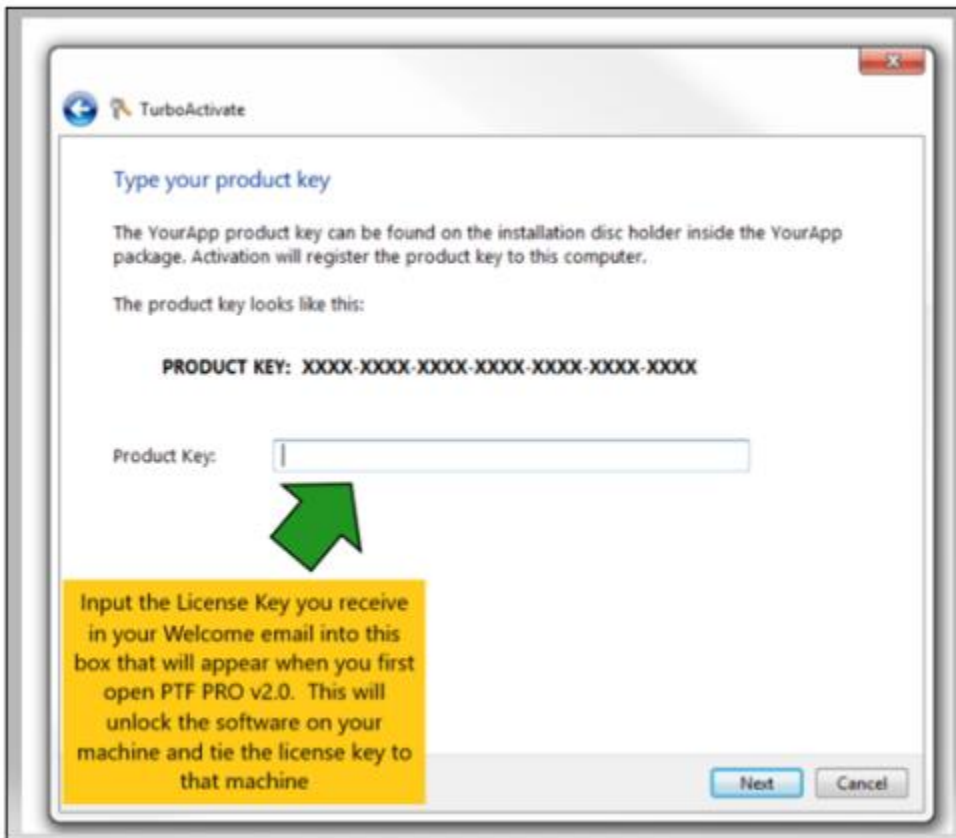 TurboActivate
Type your product key
The YourApp product key can be found on the installation disc holder inside the YourApp
package. Activation will register the product key to this computer.
The product key looks like this:
PRODUCT KEY: XXXX-XXXX-XXXX-XXXX-XXXX-XXXX-XXXX
Product Key:
Input the License Key you receive
in your Welcome email into this
box that will appear when you first
open PTF PRO v2.0. This will
unlock the software on your
machine and tie the license key to
that machine
Next Cancel